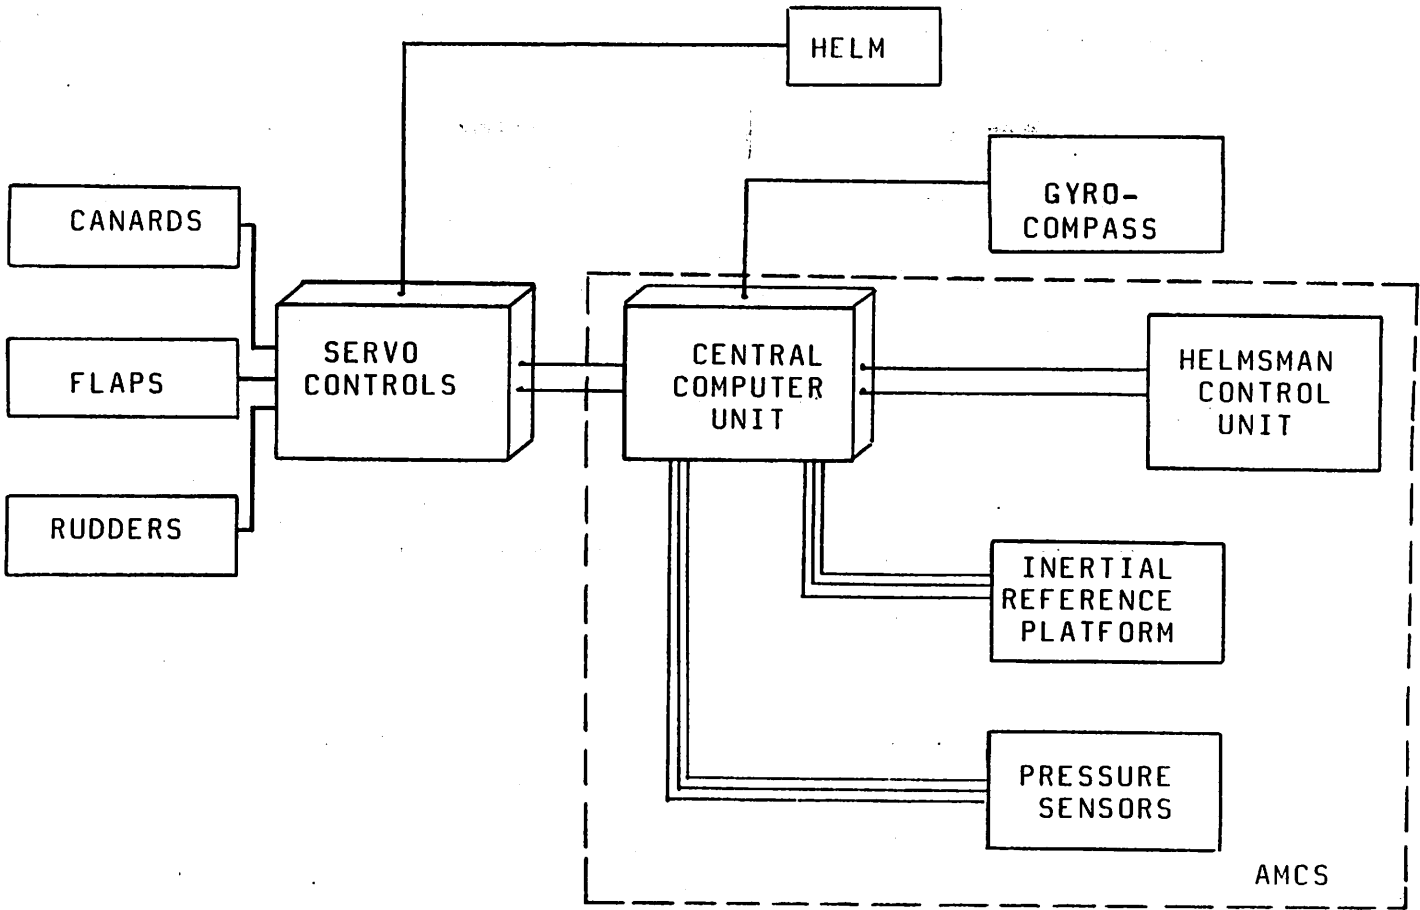 HELM
GYRO-
COMPASS
CANARDS
SERVO
CONTROLS
CENTRAL
COMPUTER
UNIT
HELMSMAN
CONTROL
UNIT
FLAPS
RUDDERS
INERTIAL
REFERENCE
PLATFORM
PRESSURE
SENSORS
AMCS